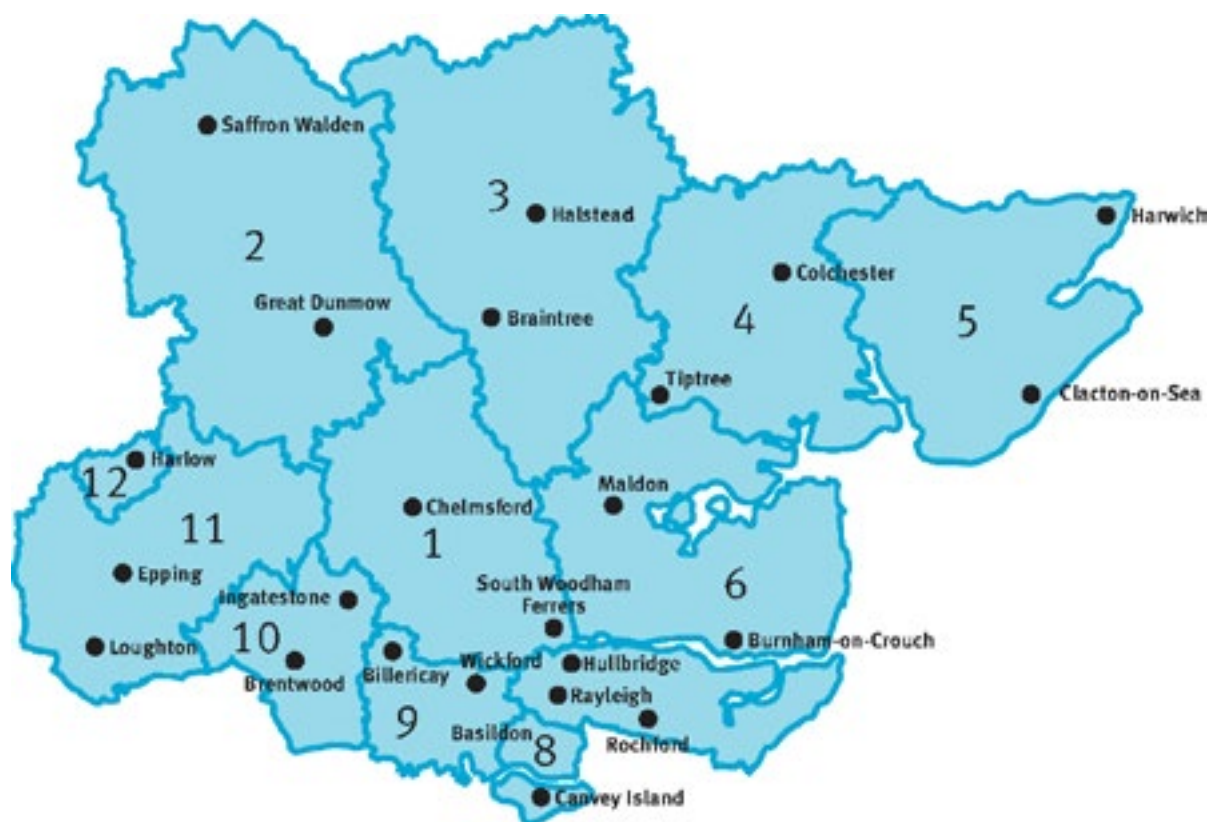 Saffron Walden
3
Halstead
Harwich
2
Colchester
Great Dunmow
Braintree
4
5
Tiptree
Clacton-on-Sea
Harlow
12
Maldon
Chelmsford
11
1
Epping
South Woodham
Ferrers
6
Ingatestone
10
Burnham-on-Crouch
Loughton
Billericay
Wickford
Hullbridge
Brentwood
Rayleigh
9
Basildon
8
Rochford
Canvey Island